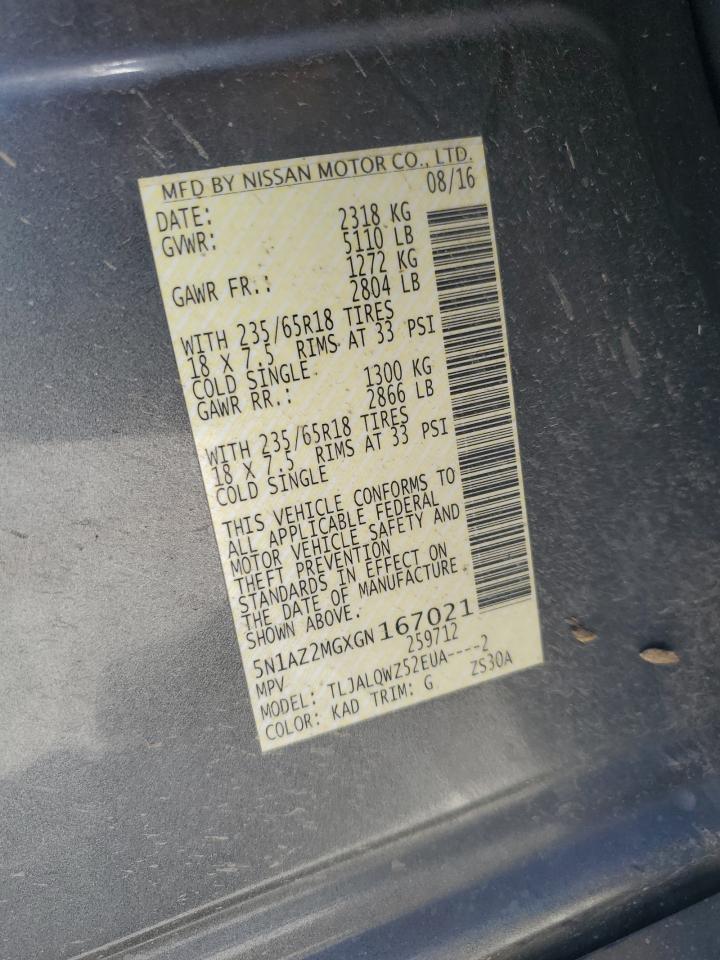 MFD BY NISSAN MOTOR CO., LTD.
DATE: 08/16
GVWR: 2318 KG
5110 LB
GAWR FR.: 1272 KG
2804 LB
WITH 235/65R18 TIRES
18 X 7.5 RIMS AT 33 PSI
COLD SINGLE
GAWR RR.: 1300 KG
2866 LB
WITH 235/65R18 TIRES
18 X 7.5 RIMS AT 33 PSI
COLD SINGLE
THIS VEHICLE CONFORMS TO
ALL APPLICABLE FEDERAL
MOTOR VEHICLE SAFETY AND
THEFT PREVENTION
STANDARDS IN EFFECT ON
THE DATE OF MANUFACTURE
SHOWN ABOVE.
5N1AZ2MGXGN167021
MPV 259712
MODEL: TLJALQWZ52EUA----2
COLOR: KAD TRIM: G ZS30A